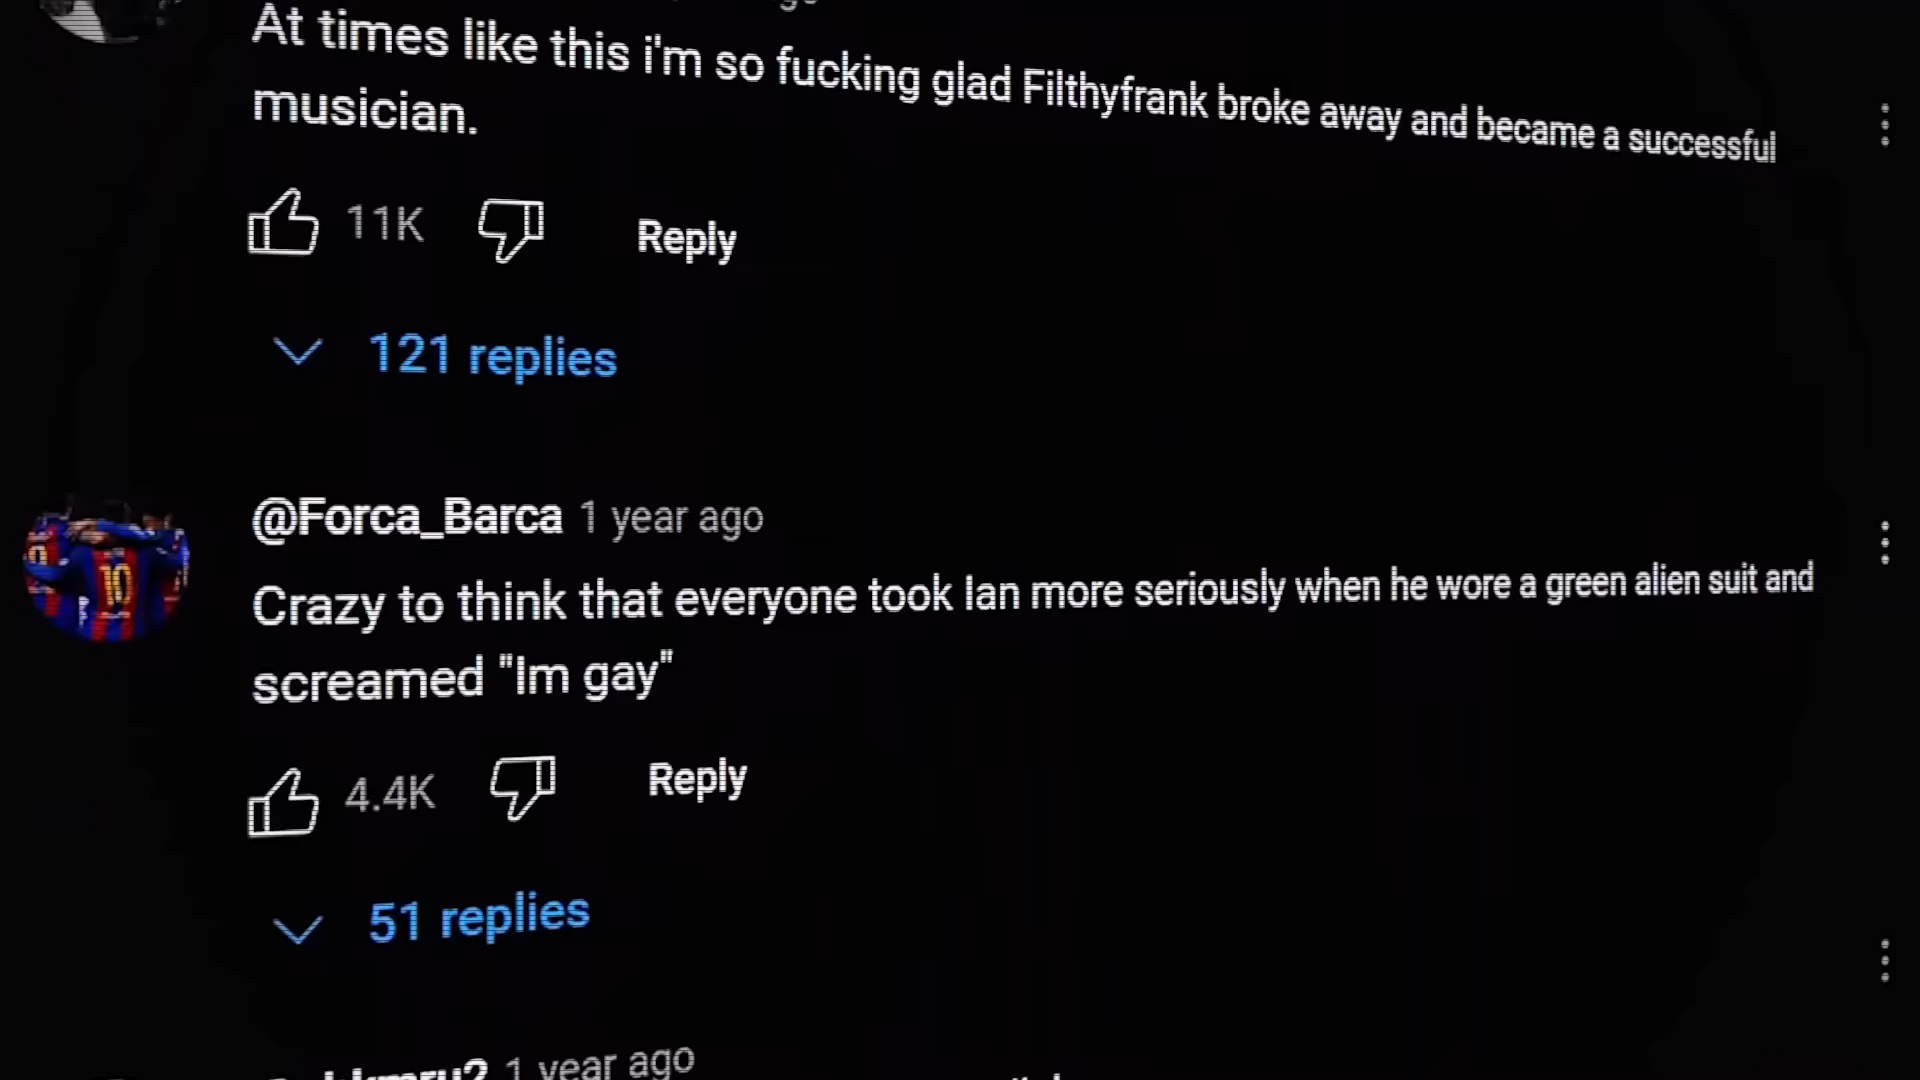 At times like this i'm so fucking glad Filthyfrank broke away and became a successful
musician.
11K Reply
121 replies
@Forca_Barca 1 year ago
Crazy to think that everyone took Ian more seriously when he wore a green alien suit and
screamed "Im gay"
4.4K Reply
51 replies
1 year ago